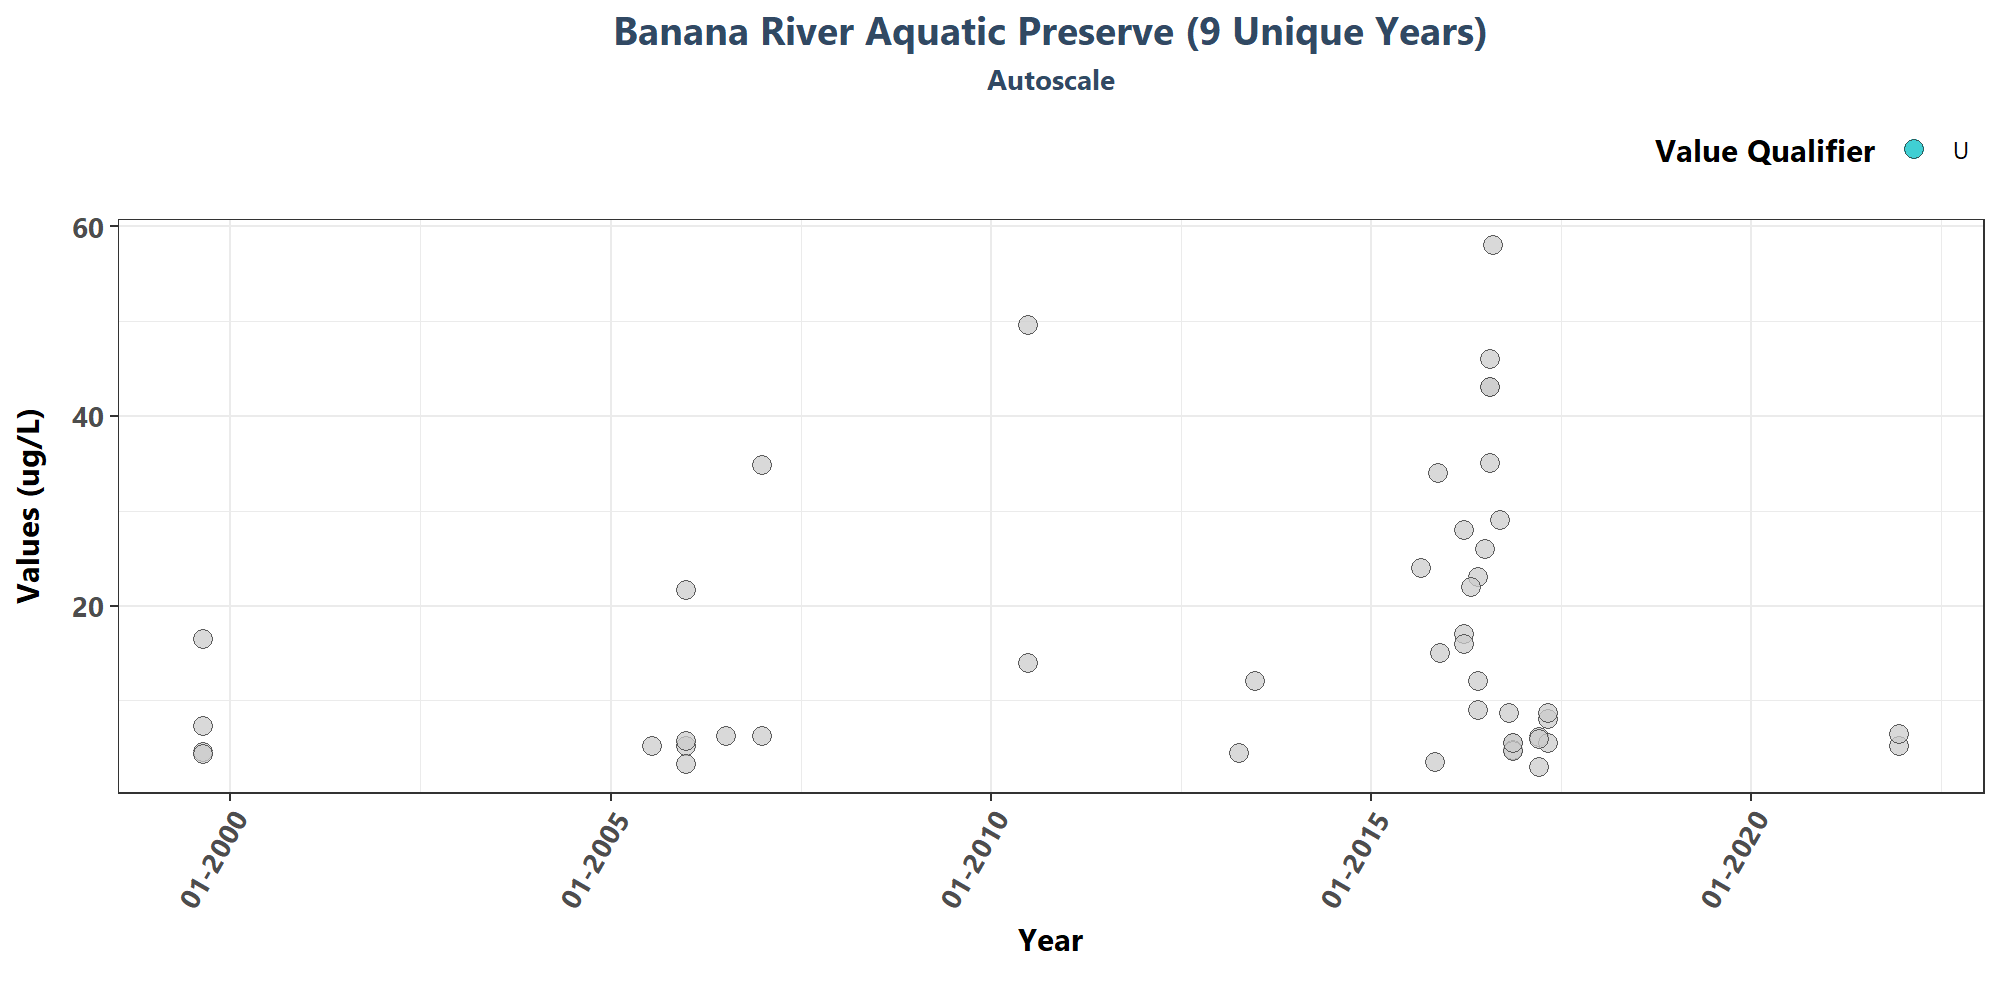 Banana River Aquatic Preserve (9 Unique Years)
Autoscale
Value Qualifier
U
60
40
20
Values (ug/L)
01-2000
01-2005
01-2010
01-2015
01-2020
Year